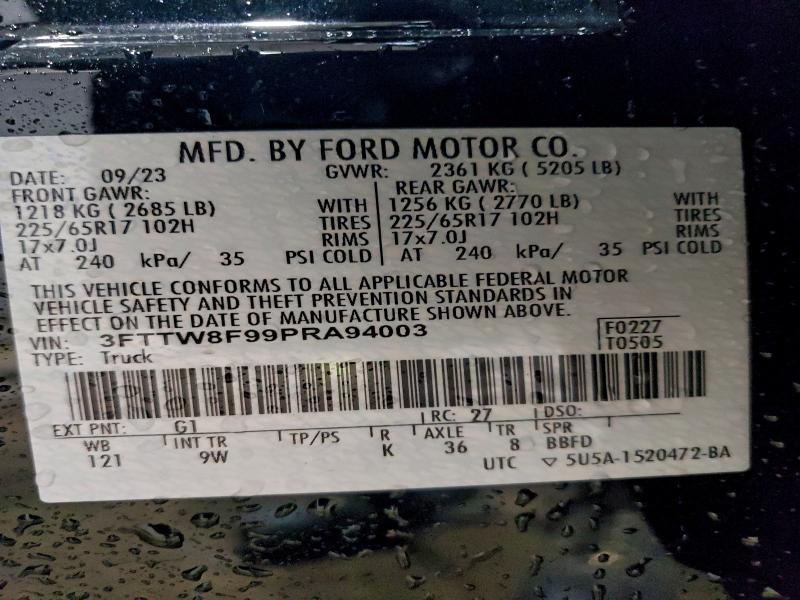 MFD. BY FORD MOTOR CO.
DATE: 09/23 GVWR: 2361 KG ( 5205 LB)
FRONT GAWR: REAR GAWR:
1218 KG ( 2685 LB) WITH 1256 KG ( 2770 LB) WITH
225/65R17 102H TIRES 225/65R17 102H TIRES
17x7.0J RIMS 17x7.0J RIMS
AT 240 kPa/ 35 PSI COLD AT 240 kPa/ 35 PSI COLD
THIS VEHICLE CONFORMS TO ALL APPLICABLE FEDERAL MOTOR
VEHICLE SAFETY AND THEFT PREVENTION STANDARDS IN
EFFECT ON THE DATE OF MANUFACTURE SHOWN ABOVE.
VIN: 3FTTW8F99PRA94003 F0227
TYPE: Truck T0505
EXT PNT: G1 RC: 27 DSO:
WB INT TR TP/PS R AXLE TR SPR
121 9W K 36 8 BBFD
UTC ▽ 5U5A-1520472-BA